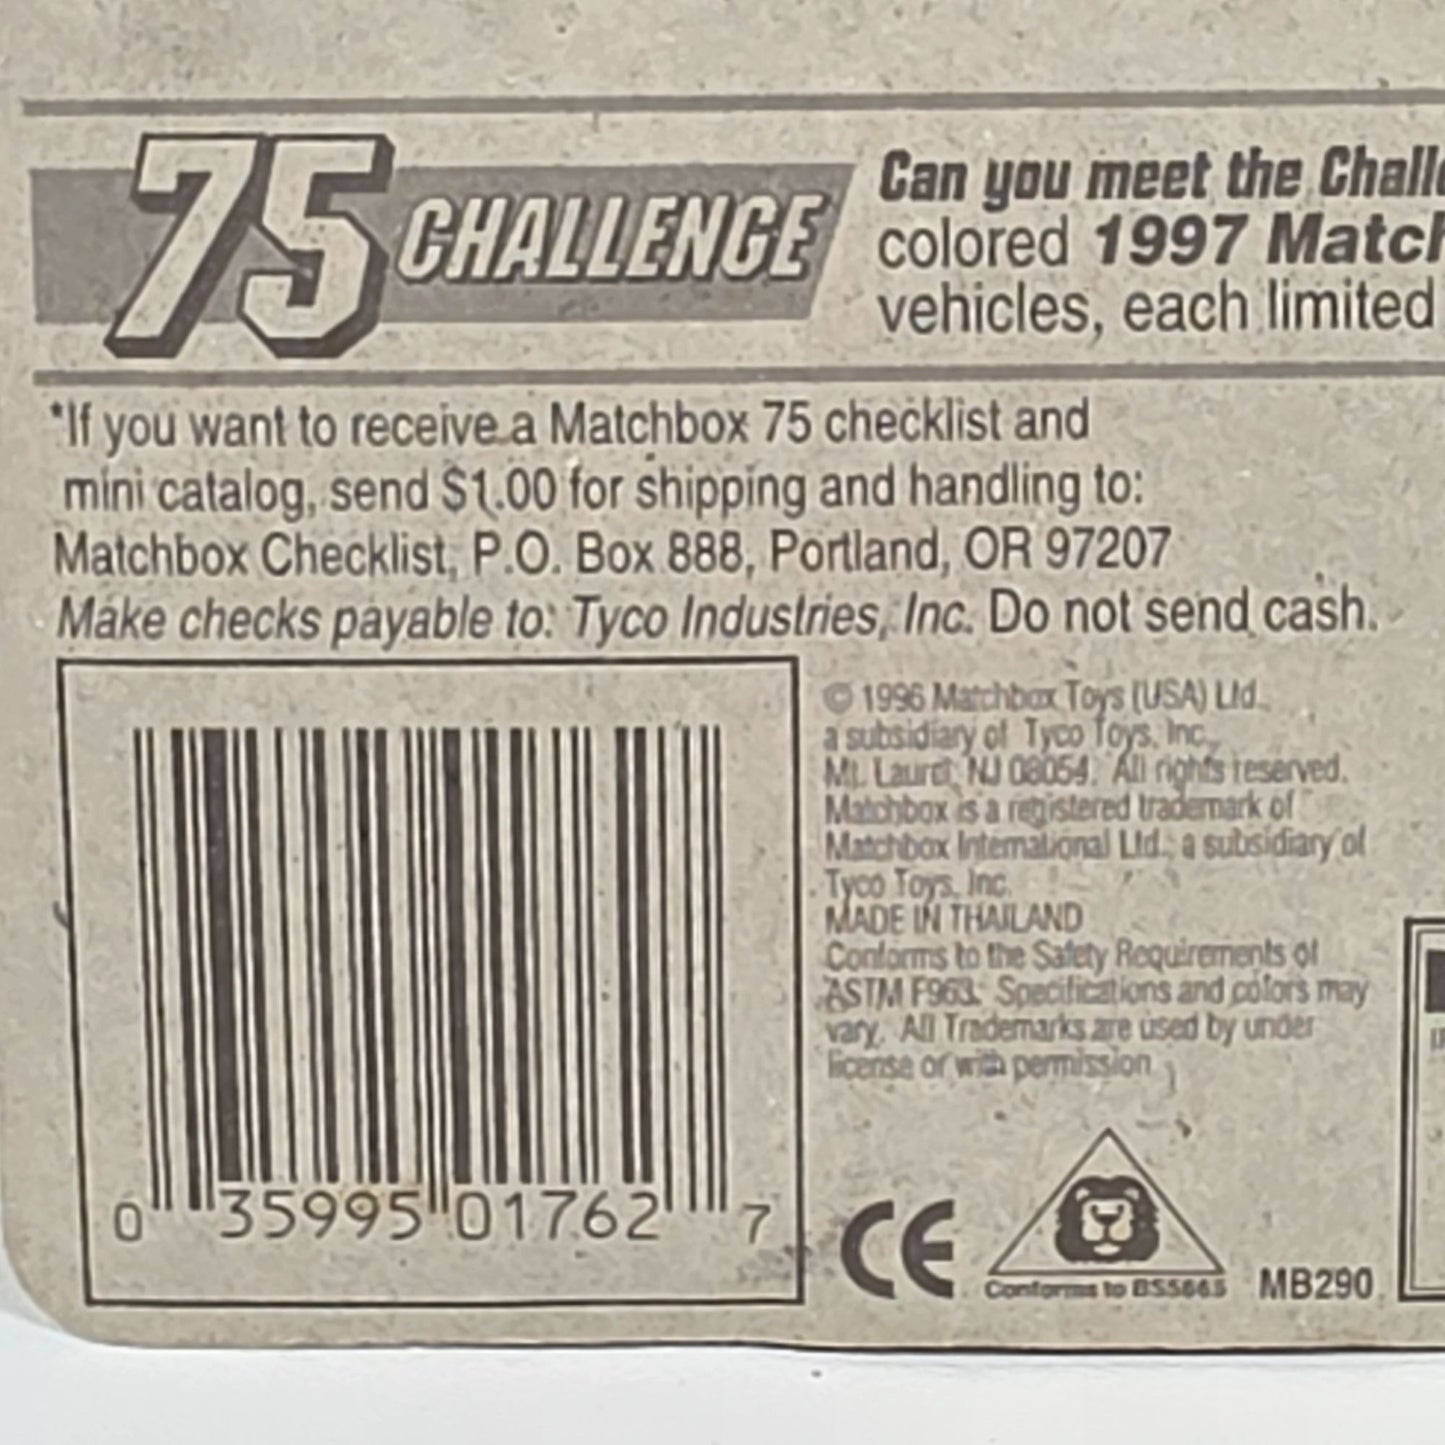 75 CHALLENGE
Can you meet the Challe
colored 1997 Match
vehicles, each limited
*If you want to receive a Matchbox 75 checklist and
mini catalog, send $1.00 for shipping and handling to:
Matchbox Checklist, P.O. Box 888, Portland, OR 97207
Make checks payable to: Tyco Industries, Inc. Do not send cash.
© 1996 Matchbox Toys (USA) Ltd.,
a subsidiary of Tyco Toys, Inc.,
Mt. Laurel, NJ 08054. All rights reserved.
Matchbox is a registered trademark of
Matchbox International Ltd., a subsidiary of
Tyco Toys, Inc.
MADE IN THAILAND
Conforms to the Safety Requirements of
ASTM F963. Specifications and colors may
vary. All Trademarks are used by under
license or with permission
0 35995 01762 7
CE
Conforms to BS5665
MB290